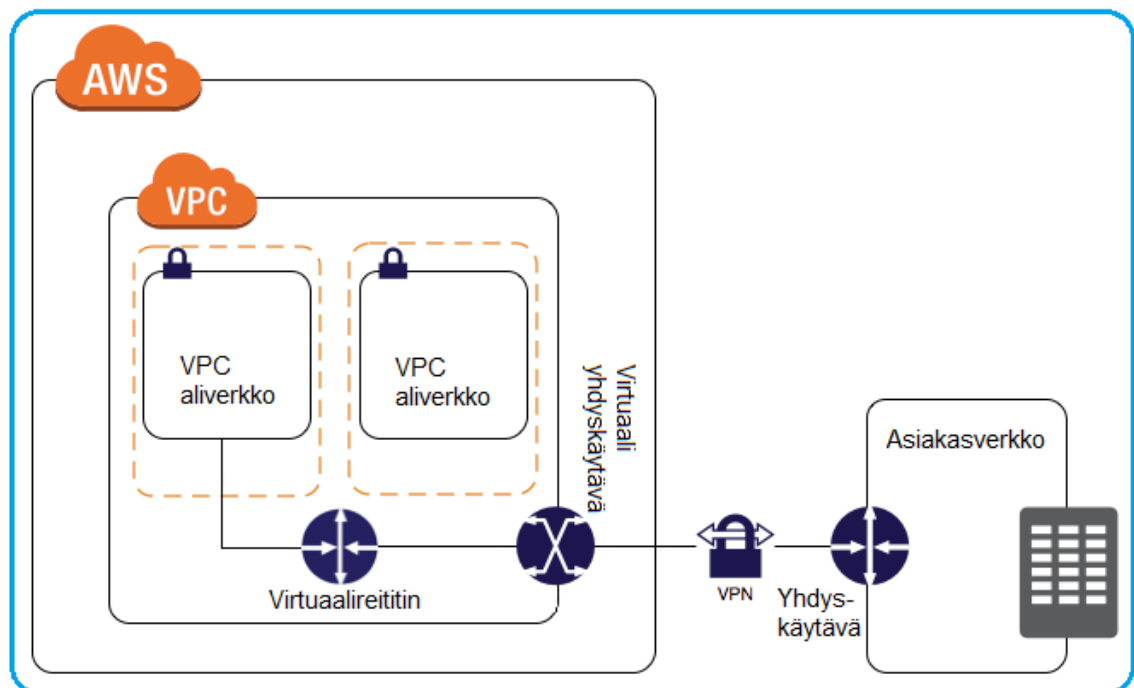 AWS
VPC
VPC
aliverkko
VPC
aliverkko
Virtuaali
yhdyskäytävä
Asiakasverkko
Virtuaalireititin
VPN
Yhdys-
käytävä